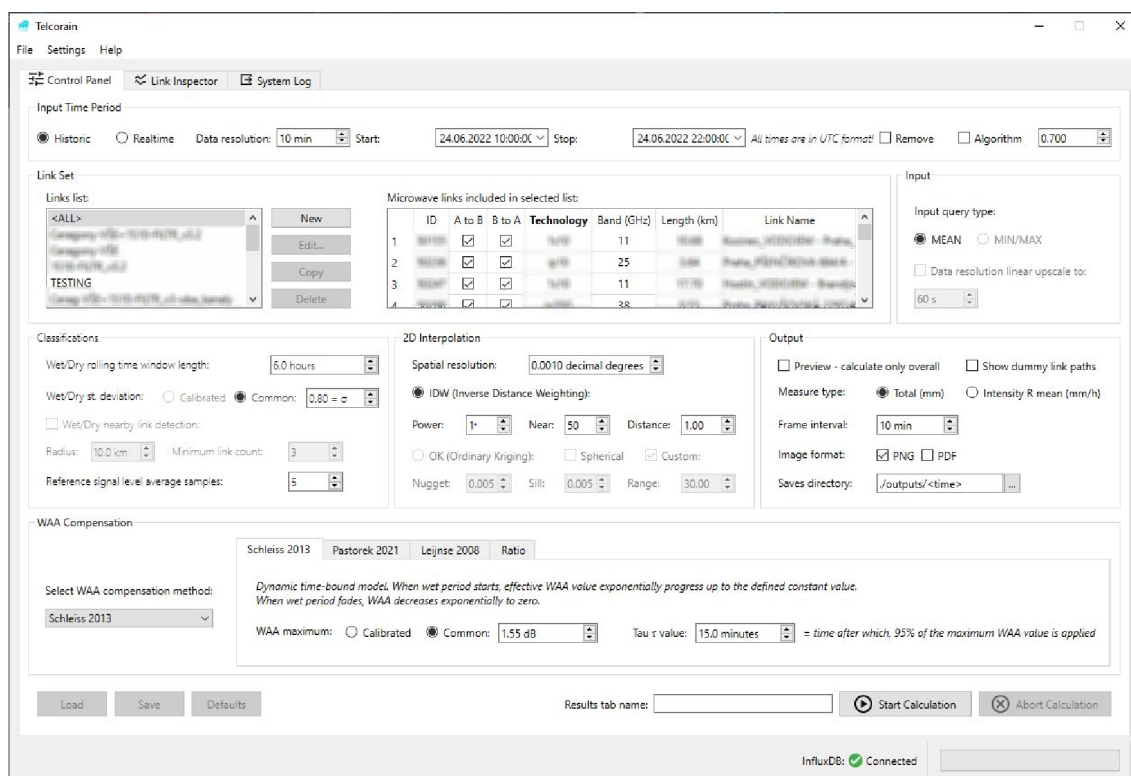 Telcorain
File Settings Help
Control Panel Link Inspector System Log
Input Time Period
Historic Realtime Data resolution: 10 min Start: 24.06.2022 10:00:0 Stop: 24.06.2022 22:00:0 All times are in UTC format! Remove Algorithm 0.700
Link Set Input
Links list: Microwave links included in selected list:
<ALL> New ID A to B B to A Technology Band (GHz) Length (km) Link Name Input query type:
Edit... 1 11 MEAN MIN/MAX
Copy 2 25 Data resolution linear upscale to:
TESTING 3 11
Delete 4 38 60 s
Classifications 2D Interpolation Output
Wet/Dry rolling time window length: 6.0 hours Spatial resolution: 0.0010 decimal degrees Preview - calculate only overall Show dummy link paths
Wet/Dry st. deviation: Calibrated Common: 0.80 = σ IDW (Inverse Distance Weighting): Measure type: Total (mm) Intensity R mean (mm/h)
Wet/Dry nearby link detection: Power: 1 Near: 50 Distance: 1.00 Frame interval: 10 min
Radius: 10.0 km Minimum link count: 3 OK (Ordinary Kriging): Spherical Custom: Image format: PNG PDF
Reference signal level average samples: 5 Nugget: 0.005 Sill: 0.005 Range: 30.00 Saves directory: ./outputs/<time> ...
WAA Compensation
Schleiss 2013 Pastorek 2021 Leijnse 2008 Ratio
Select WAA compensation method: Dynamic time-bound model. When wet period starts, effective WAA value exponentially progress up to the defined constant value.
When wet period fades, WAA decreases exponentially to zero.
Schleiss 2013 WAA maximum: Calibrated Common: 1.55 dB Tau τ value: 15.0 minutes = time after which, 95% of the maximum WAA value is applied
Load Save Defaults Results tab name: Start Calculation Abort Calculation
InfluxDB: Connected